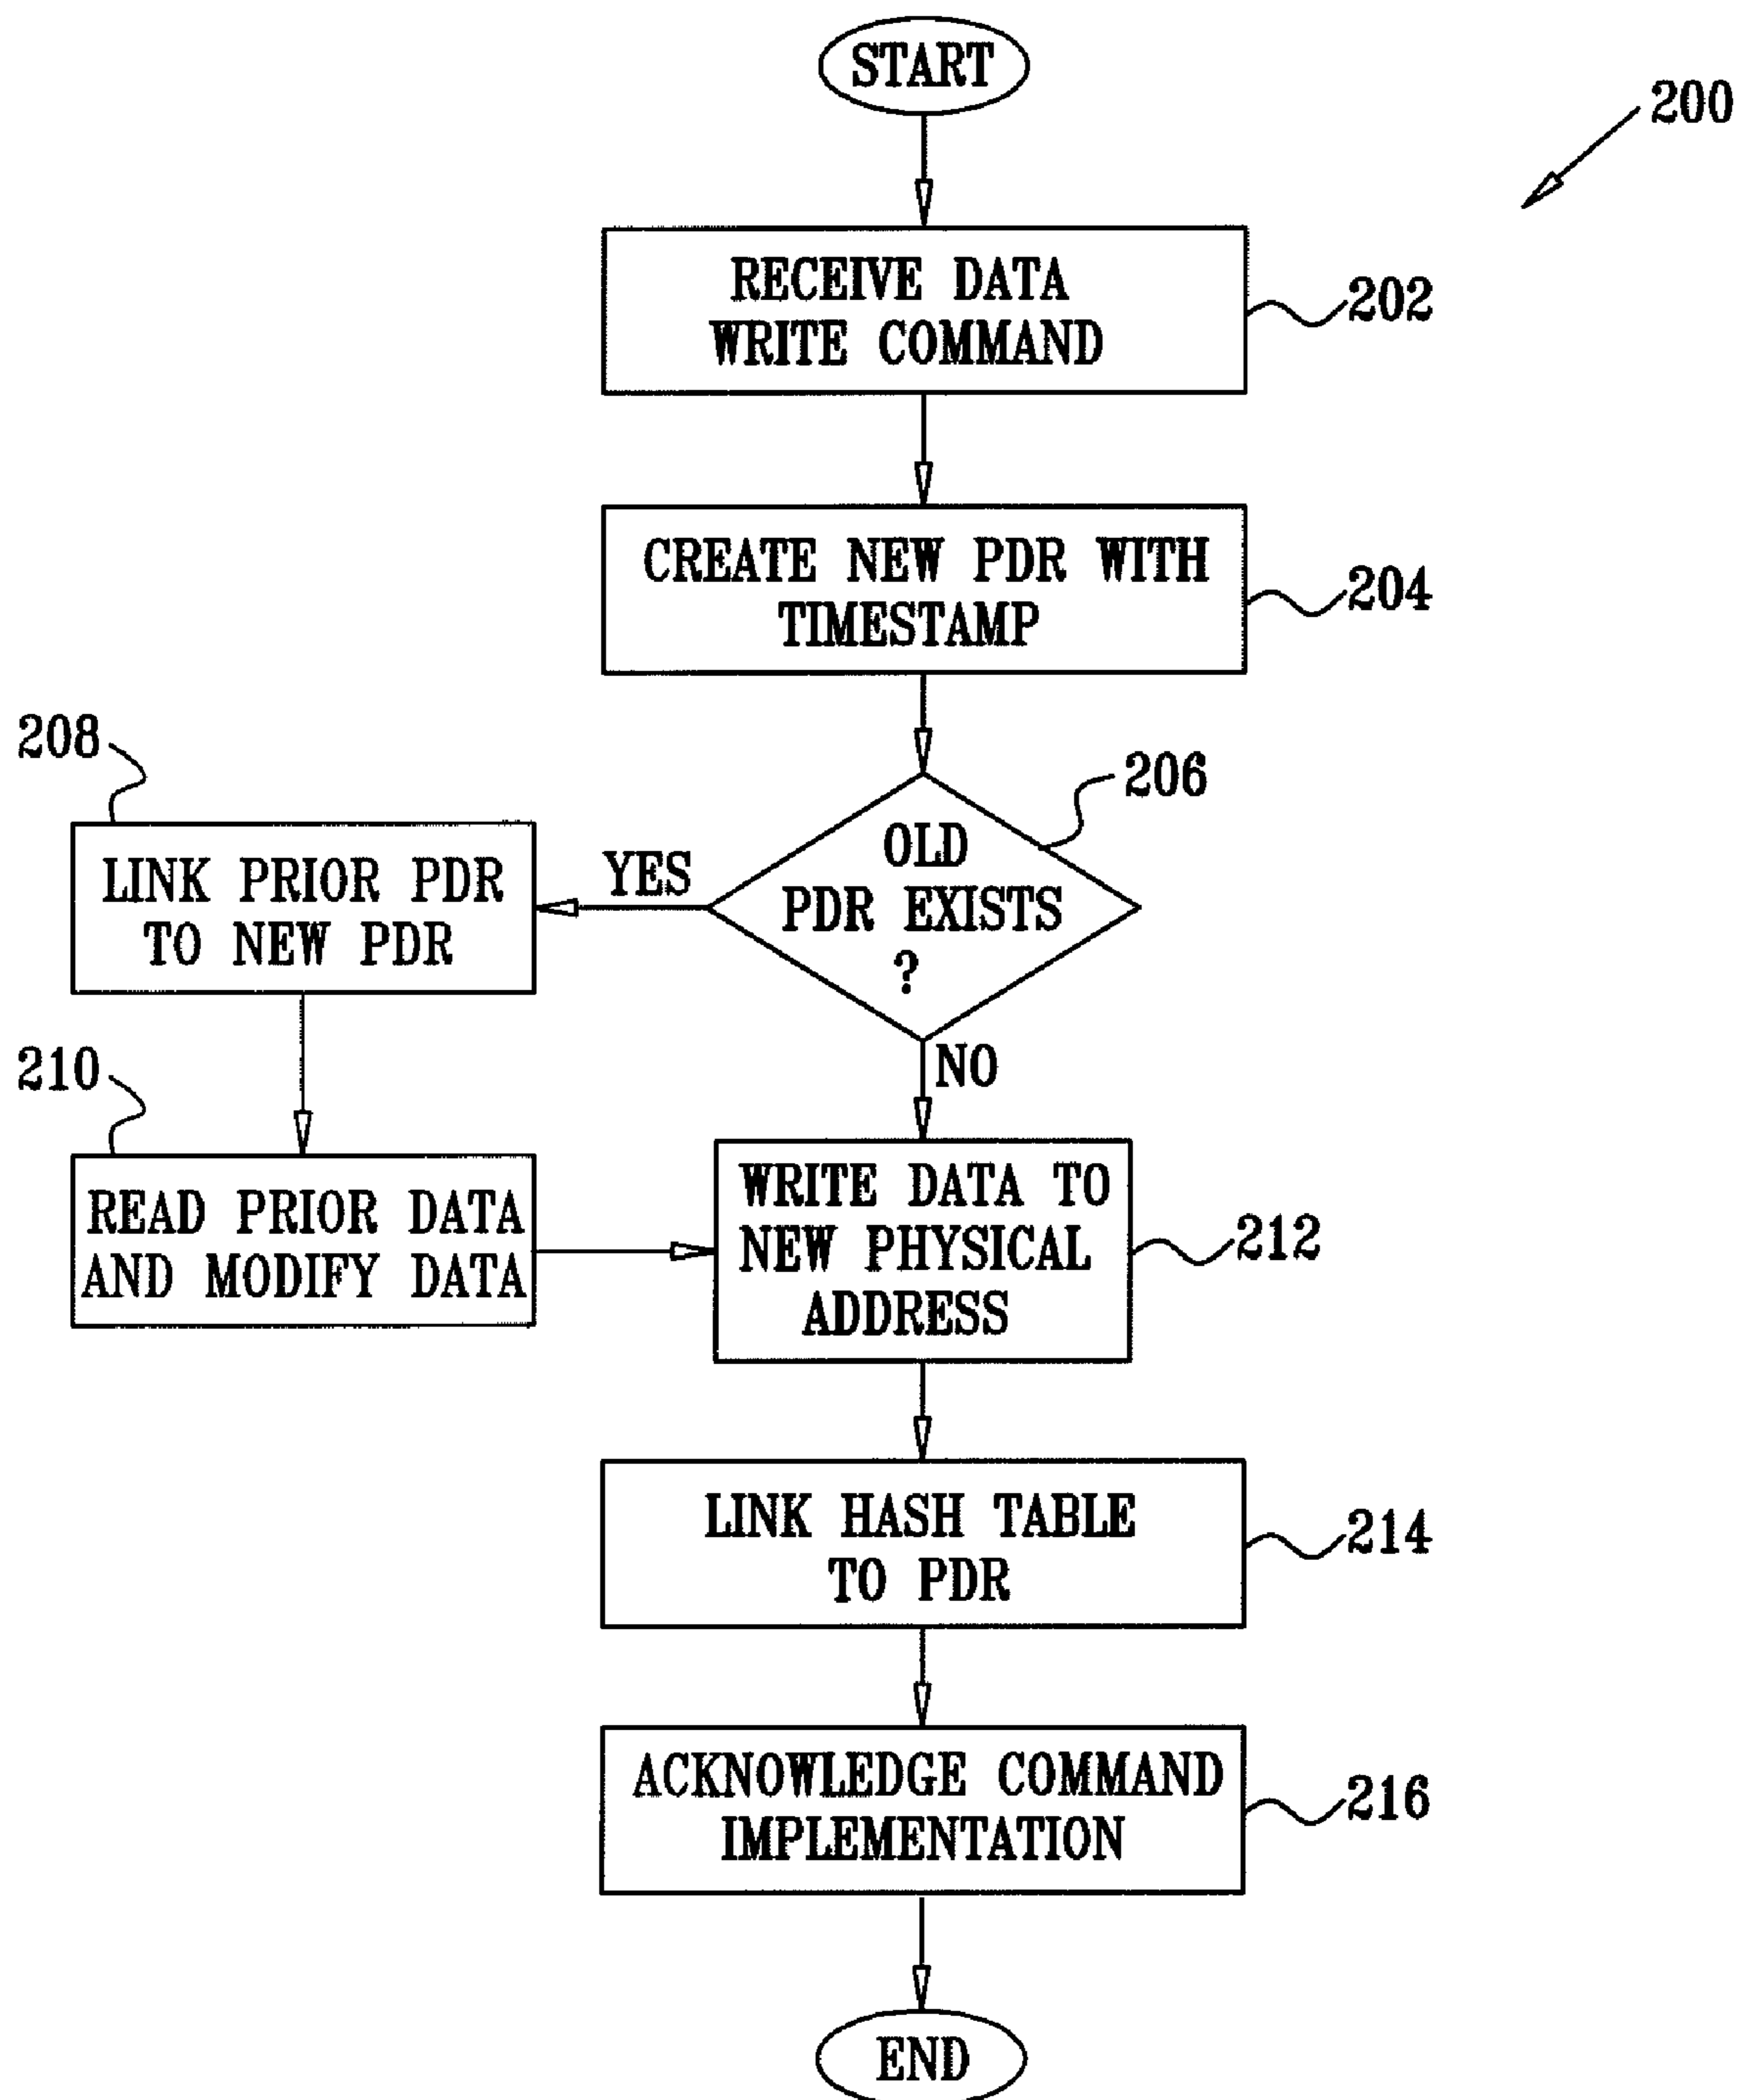 START
200
RECEIVE DATA
WRITE COMMAND
202
CREATE NEW PDR WITH
TIMESTAMP
204
206
OLD
PDR EXISTS
?
YES
NO
208
LINK PRIOR PDR
TO NEW PDR
210
READ PRIOR DATA
AND MODIFY DATA
WRITE DATA TO
NEW PHYSICAL
ADDRESS
212
LINK HASH TABLE
TO PDR
214
ACKNOWLEDGE COMMAND
IMPLEMENTATION
216
END